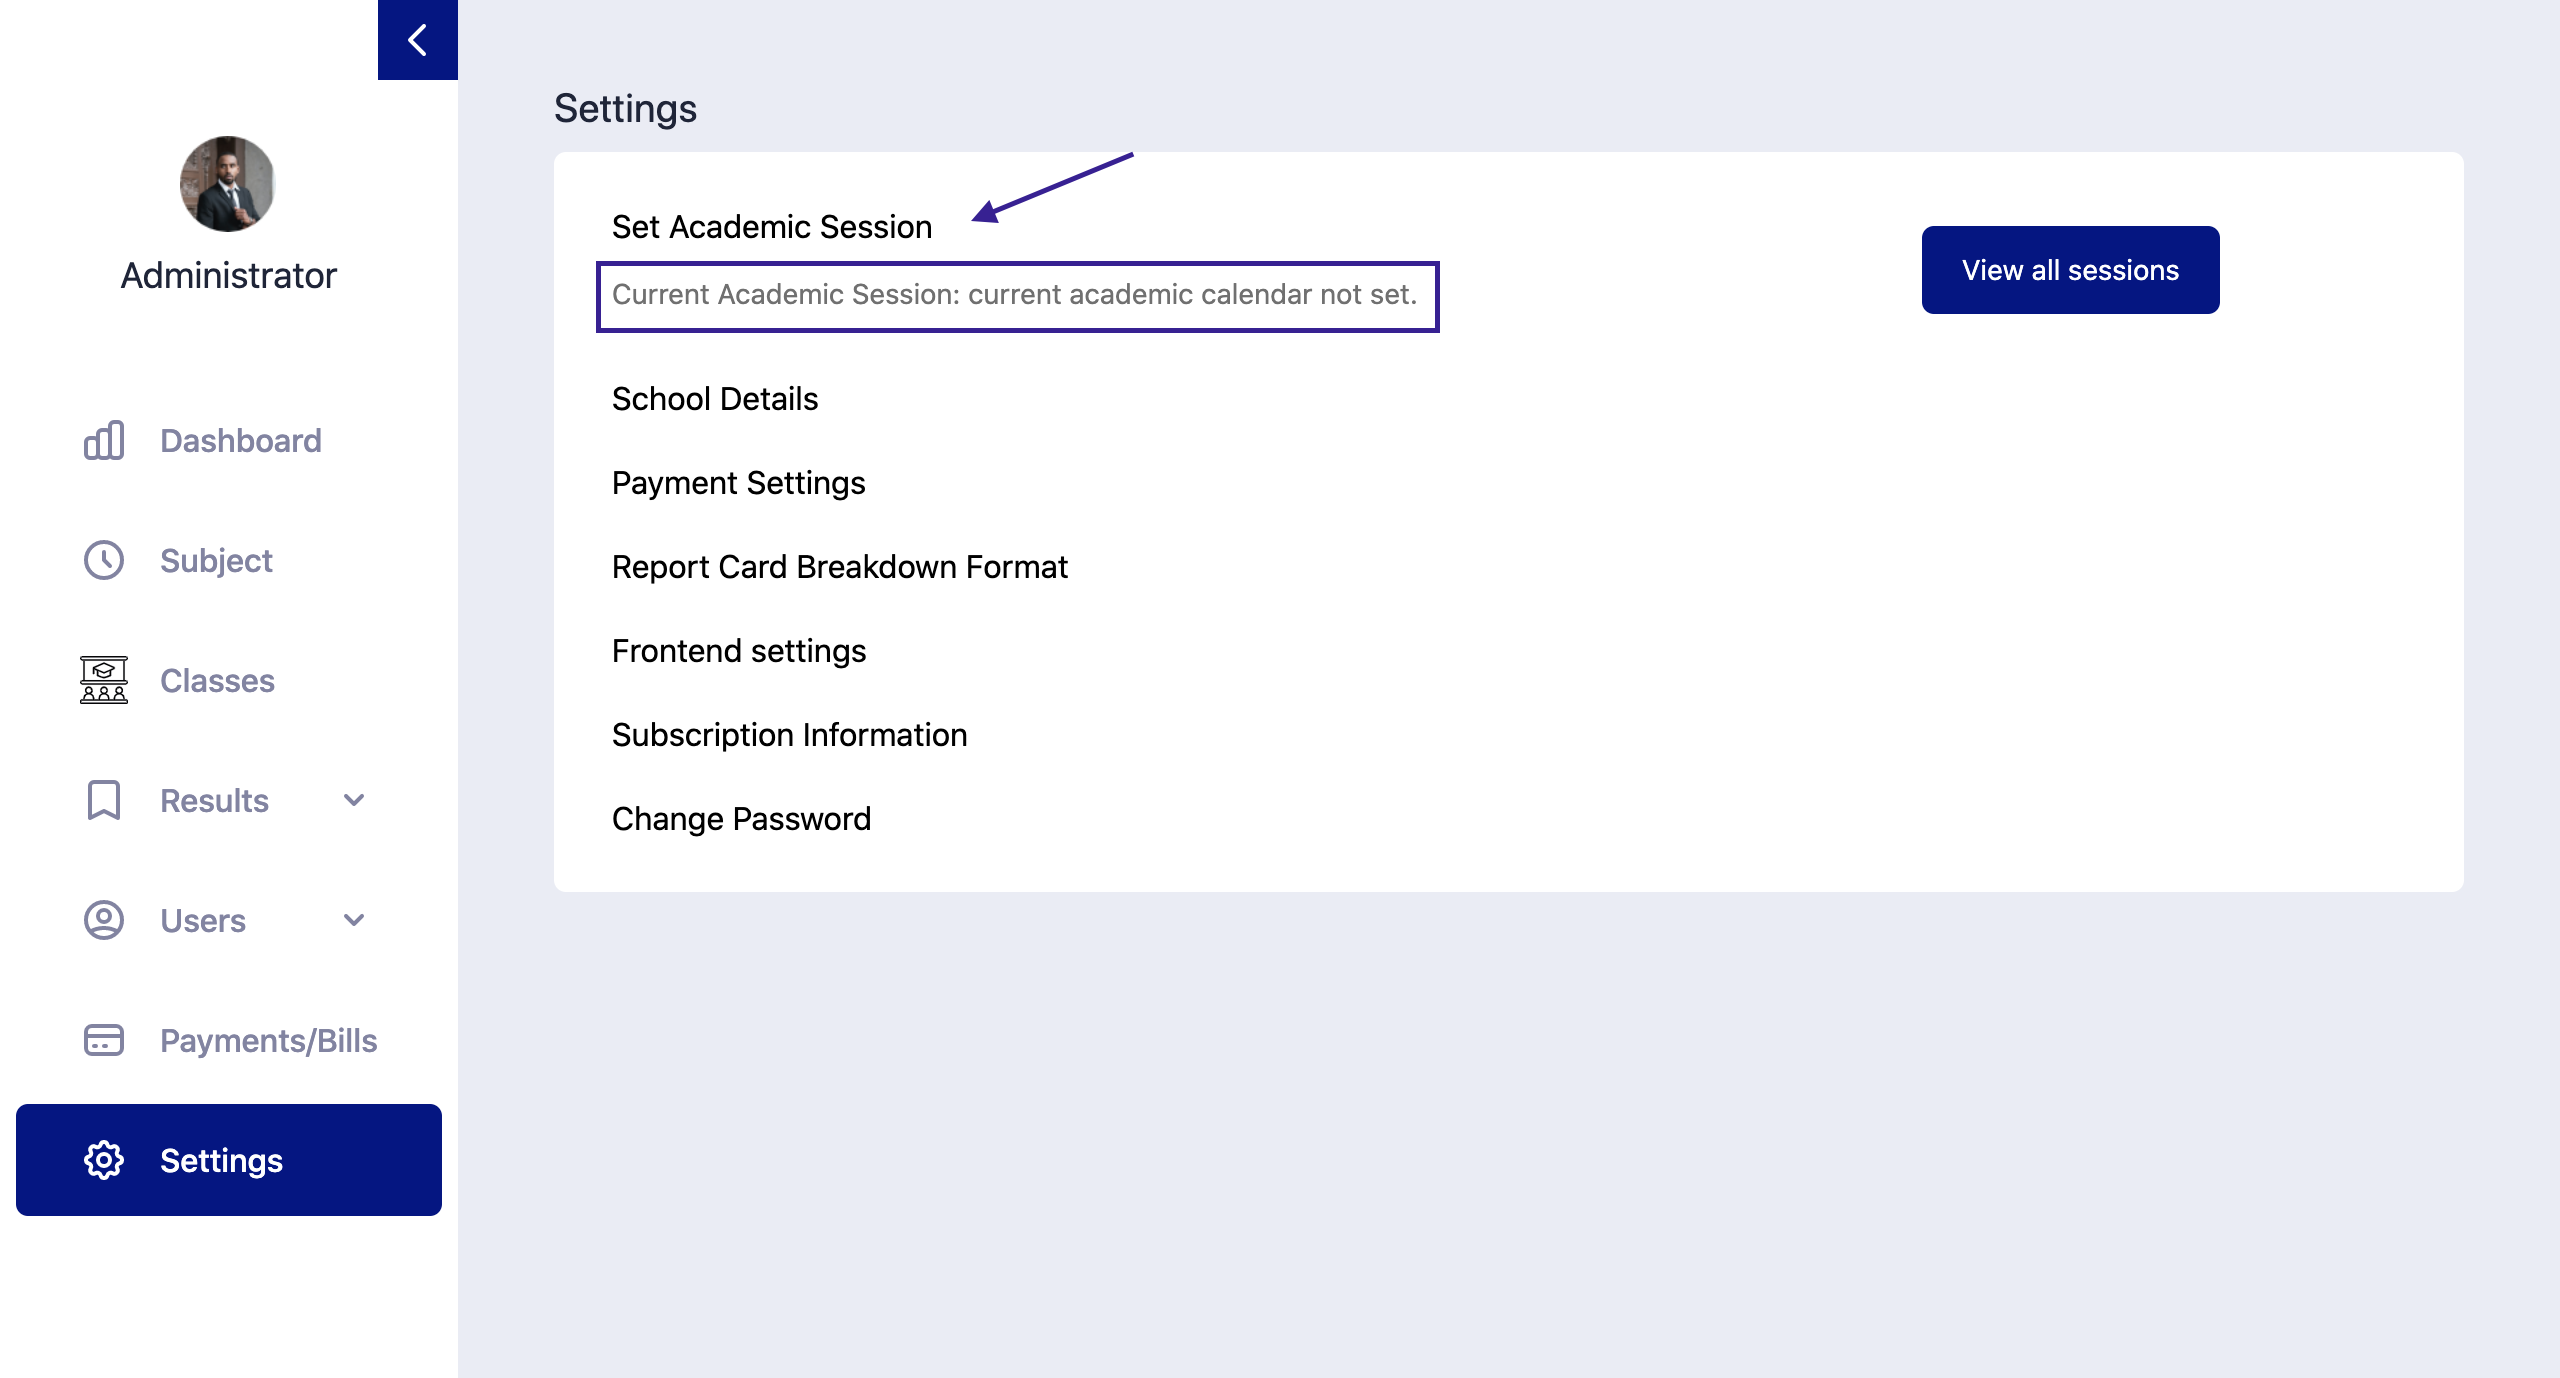 Administrator
Dashboard
Subject
Classes
Results
Users
Payments/Bills
Settings
Settings
Set Academic Session
Current Academic Session: current academic calendar not set.
View all sessions
School Details
Payment Settings
Report Card Breakdown Format
Frontend settings
Subscription Information
Change Password